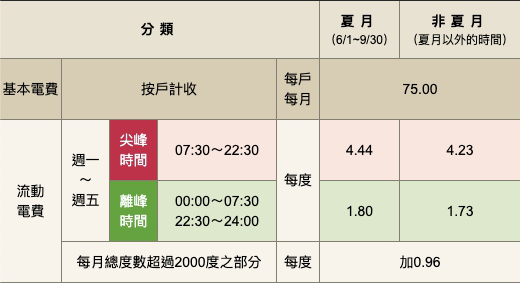 分類
夏月
(6/1~9/30)
非夏月
(夏月以外的時間)
基本電費
按戶計收
每戶
每月
75.00
流動
電費
週一
～
週五
尖峰
時間
07:30～22:30
每度
4.44
4.23
離峰
時間
00:00～07:30
22:30～24:00
1.80
1.73
每月總度數超過2000度之部分
每度
加0.96